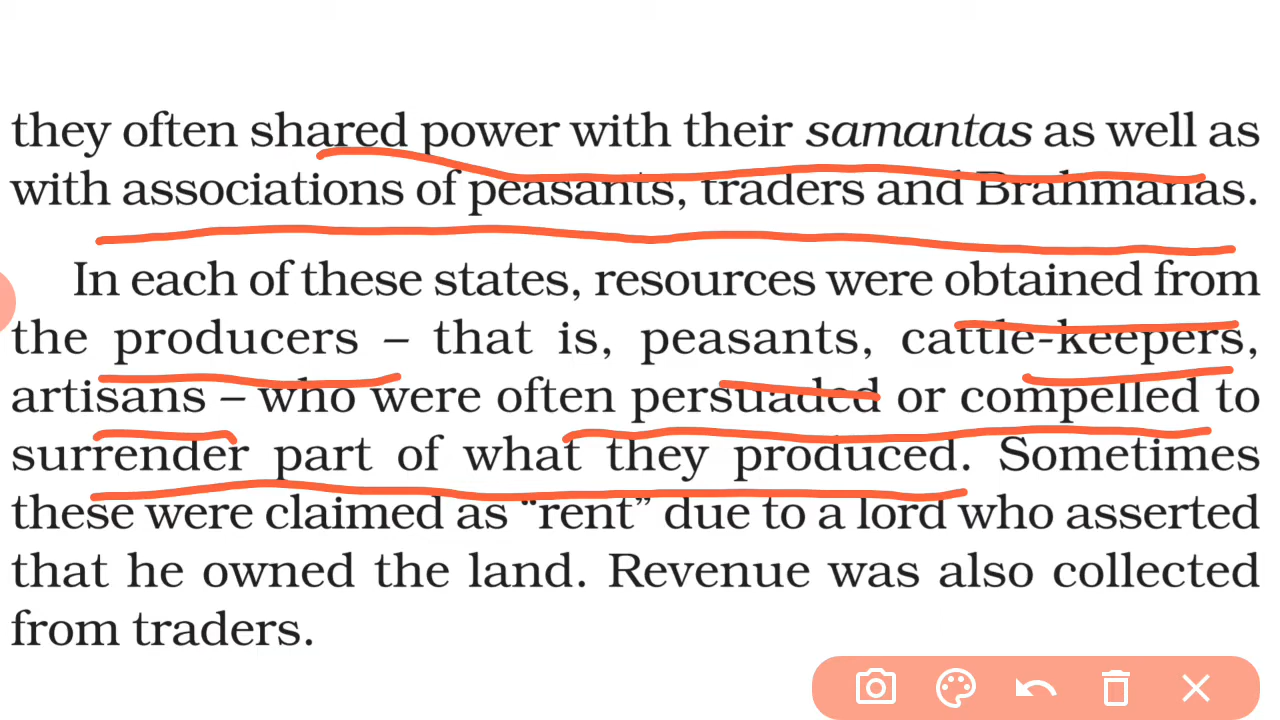 they often shared power with their samantas as well as
with associations of peasants, traders and Brahmanas.
In each of these states, resources were obtained from
the producers – that is, peasants, cattle-keepers,
artisans – who were often persuaded or compelled to
surrender part of what they produced. Sometimes
these were claimed as “rent” due to a lord who asserted
that he owned the land. Revenue was also collected
from traders.